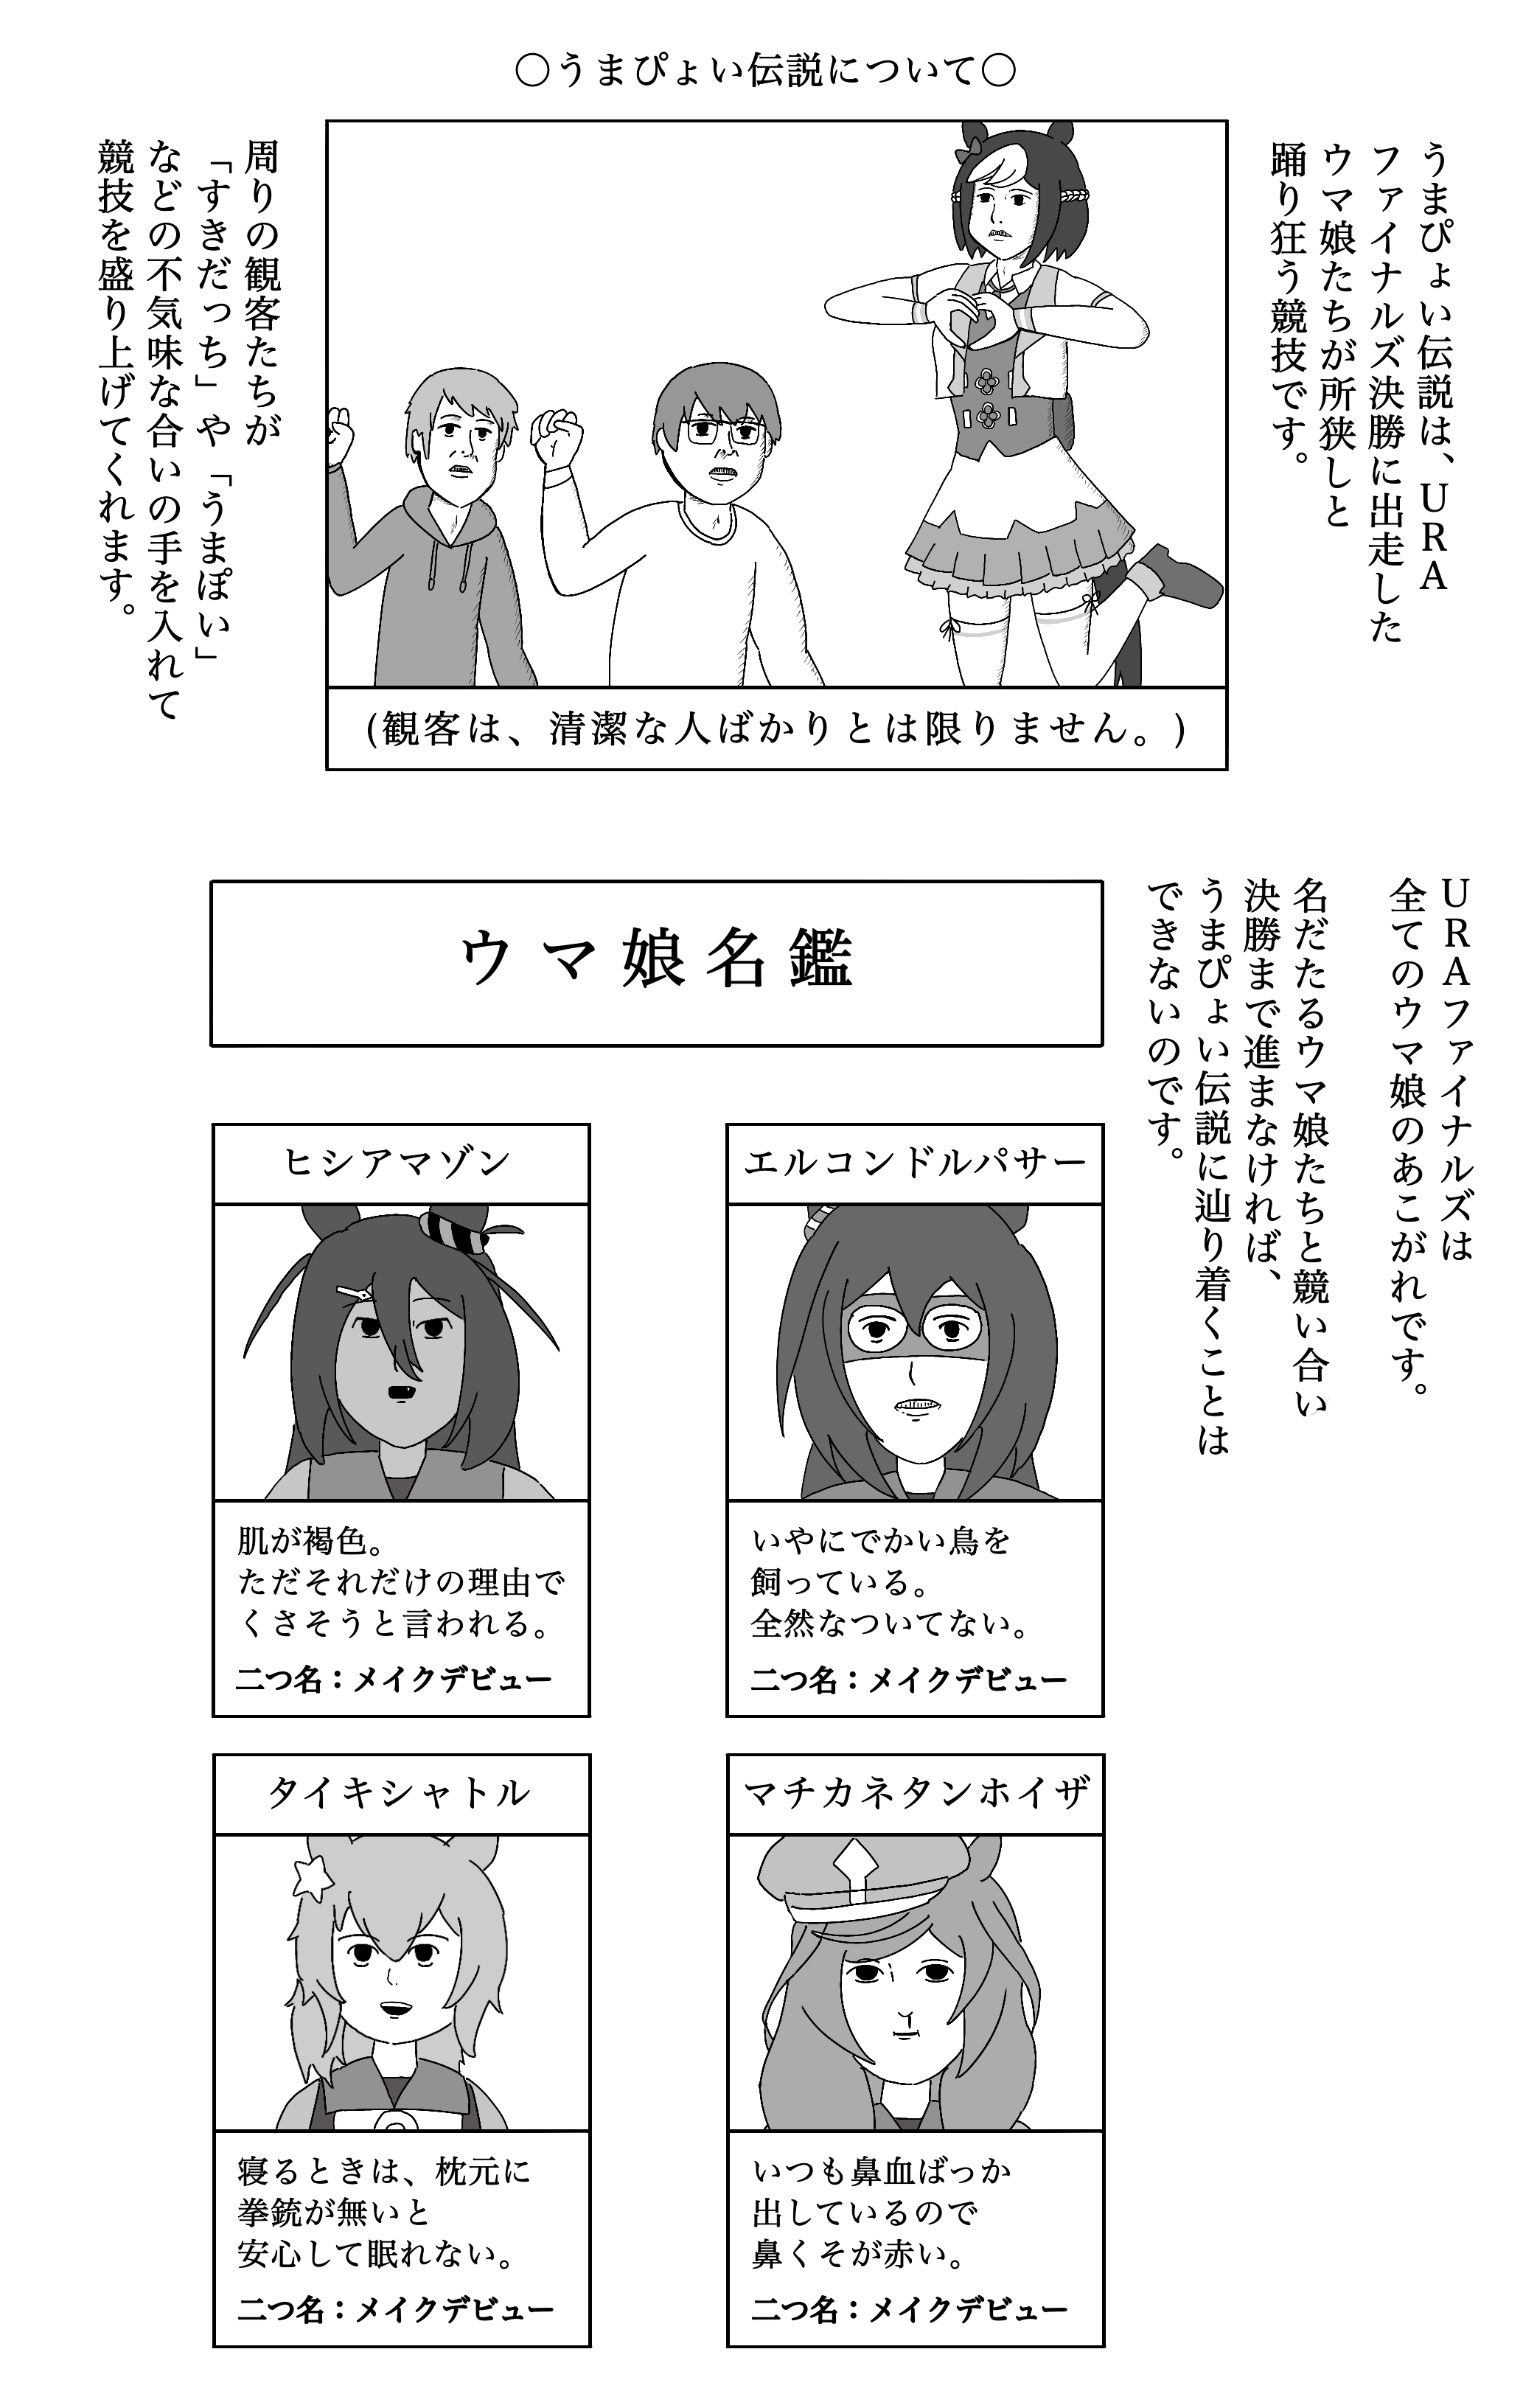 〇うまぴょい伝説について〇
うまぴょい伝説は、URA
ファイナルズ決勝に出走した
ウマ娘たちが所狭しと
踊り狂う競技です。
(観客は、清潔な人ばかりとは限りません。)
周りの観客たちが
「すきだっち」や「うまぽい」
などの不気味な合いの手を入れて
競技を盛り上げてくれます。
URAファイナルズは
全てのウマ娘のあこがれです。
名だたるウマ娘たちと競い合い
決勝まで進まなければ、
うまぴょい伝説に辿り着くことは
できないのです。
ウマ娘名鑑
エルコンドルパサー
いやにでかい鳥を
飼っている。
全然なついてない。
二つ名：メイクデビュー
ヒシアマゾン
肌が褐色。
ただそれだけの理由で
くさそうと言われる。
二つ名：メイクデビュー
マチカネタンホイザ
いつも鼻血ばっか
出しているので
鼻くそが赤い。
二つ名：メイクデビュー
タイキシャトル
寝るときは、枕元に
拳銃が無いと
安心して眠れない。
二つ名：メイクデビュー